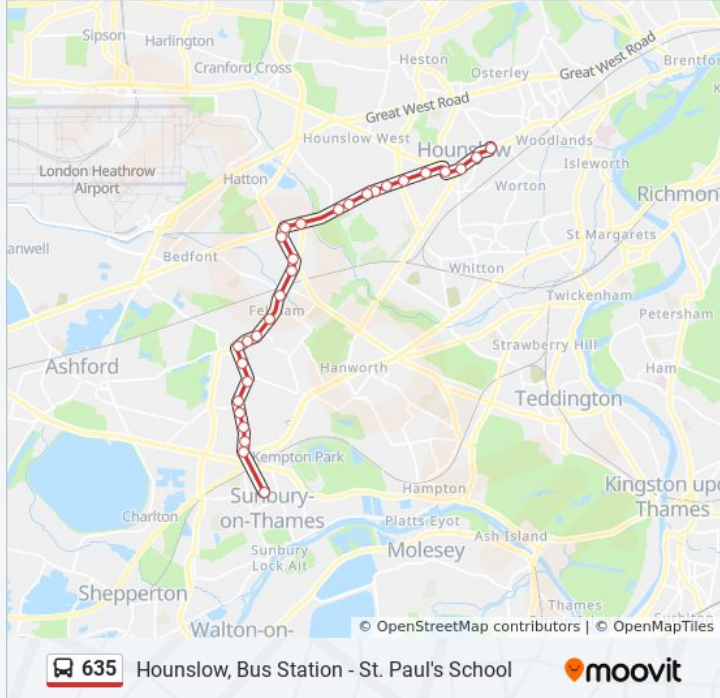 Sipson
Harlington
Cranford Cross
Heston
Osterley
Great West Road
Brentfor
Great West Road
Hounslow West
Hounslow
Woodlands
Isleworth
London Heathrow
Airport
Hatton
Worton
Richmon
anwell
Bedfont
St Margarets
Whitton
Twickenham
Petersham
Feltham
Ashford
Hanworth
Strawberry Hill
Ham
Teddington
Kempton Park
Sunbury-
on-Thames
Hampton
Kingston upo
Thames
Charlton
Platts Eyot
Ash Island
Sunbury
Lock Ait
Molesey
Shepperton
Thames
Walton-on-
© OpenStreetMap contributors | © OpenMapTiles
635 Hounslow, Bus Station - St. Paul's School moovit